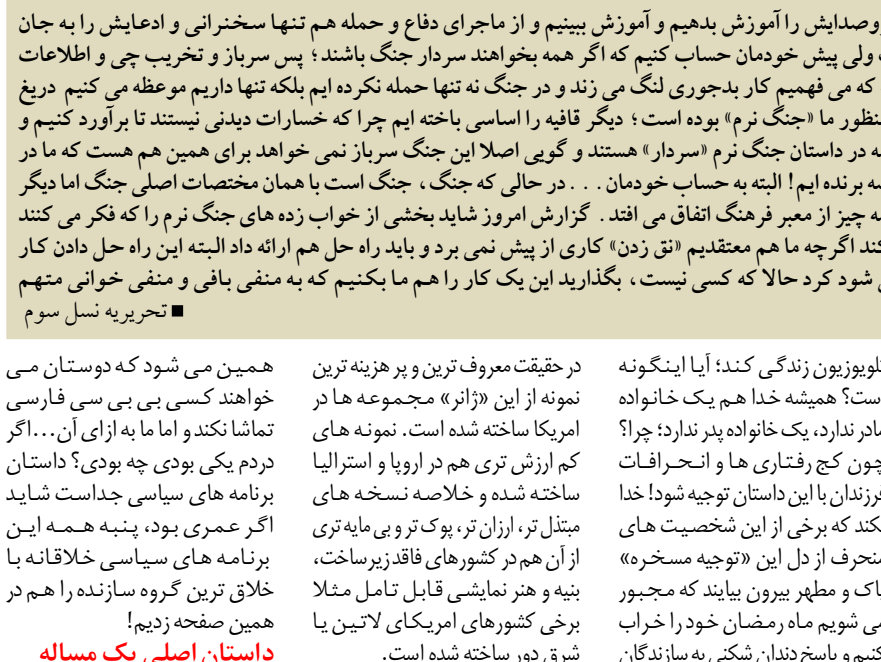 وصدایش را آموزش بدهیم و آموزش ببینیم و از ماجرای دفاع و حمله هم تنها سخنرانی و ادعایش را به جان
ولی پیش خودمان حساب کنیم که اگر همه بخواهند سردار جنگ باشند ؛ پس سرباز و تخریب چی و اطلاعات
که می فهمیم کار بدجوری لنگ می زند و در جنگ نه تنها حمله نکرده ایم بلکه تنها داریم موعظه می کنیم دریغ
منظور ما «جنگ نرم» بوده است ؛ دیگر قافیه را اساسی باخته ایم چرا که خسارات دیدنی نیستند تا برآورد کنیم و
در داستان جنگ نرم «سردار» هستند و گویی اصلا این جنگ سرباز نمی خواهد برای همین هم هست که ما در
برنده ایم ! البته به حساب خودمان . . . در حالی که جنگ ، جنگ است با همان مختصات اصلی جنگ اما دیگر
چیز از معبر فرهنگ اتفاق می افتد . گزارش امروز شاید بخشی از خواب زده های جنگ نرم را که فکر می کنند
اگرچه ما هم معتقدیم «نق زدن» کاری از پیش نمی برد و باید راه حل هم ارائه داد البته این راه حل دادن کار
شود کرد حالا که کسی نیست ، بگذارید این یک کار را هم ما بکنیم که به منفی بافی و منفی خوانی متهم
■ تحریریه نسل سوم
تلویوزیون زندگی کند؛ آیا اینگونه
است؟ همیشه خدا هم یک خانواده
مادر ندارد، یک خانواده پدر ندارد؛ چرا؟
چون کج رفتاری ها و انحرافات
فرزندان با این داستان توجیه شود! خدا
نکند که برخی از این شخصیت های
منحرف از دل این «توجیه مسخره»
پاک و مطهر بیرون بیایند که مجبور
می شویم ماه رمضان خود را خراب
کنیم و پاسخ دندان شکنی به سازندگان
در حقیقت معروف ترین و پر هزینه ترین
نمونه از این «ژانر» مجموعه ها در
امریکا ساخته شده است. نمونه های
کم ارزش تری هم در اروپا و استرالیا
ساخته شده و خلاصه نسخه های
مبتذل تر، ارزان تر، پوک تر و بی مایه تری
از آن هم در کشورهای فاقد زیرساخت،
بنیه و هنر نمایشی قابل تامل مثلا
برخی کشورهای امریکای لاتین یا
شرق دور ساخته شده است.
همین می شود که دوستان می
خواهند کسی بی بی سی فارسی
تماشا نکند و اما ما به ازای آن...اگر
دردم یکی بودی چه بودی؟ داستان
برنامه های سیاسی جداست شاید
اگر عمری بود، پنبه همه این
برنامه های سیاسی خلاقانه با
خلاق ترین گروه سازنده را هم در
همین صفحه زدیم!
داستان اصلی یک مساله